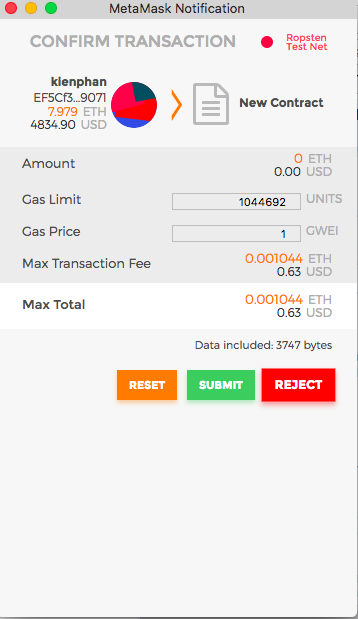 MetaMask Notification
CONFIRM TRANSACTION
Ropsten
Test Net
klenphan
EF5Cf3...9071
7.979 ETH
4834.90 USD
New Contract
Amount
0 ETH
0.00 USD
Gas Limit 1044692 UNITS
Gas Price 1 GWEI
Max Transaction Fee
0.001044 ETH
0.63 USD
Max Total
0.001044 ETH
0.63 USD
Data included: 3747 bytes
RESET SUBMIT REJECT